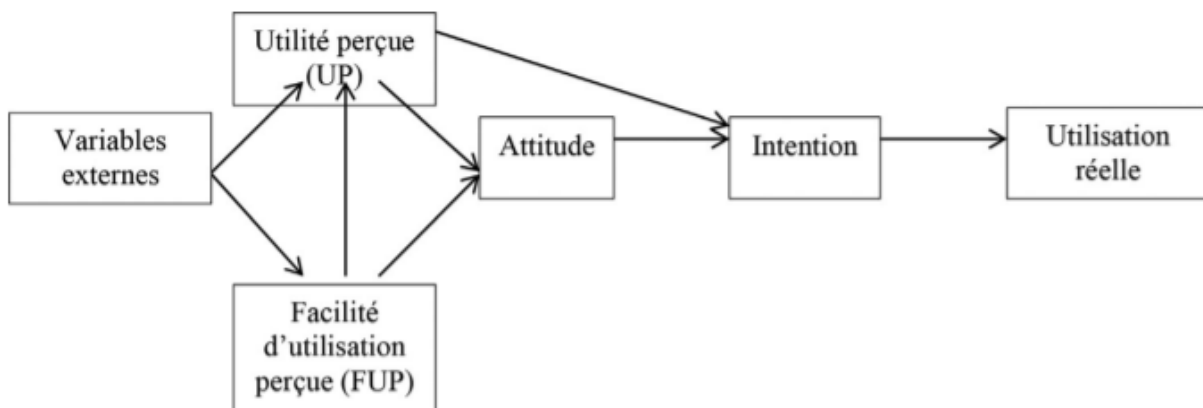 Utilité perçue
(UP)
Variables
externes
Attitude
Intention
Utilisation
réelle
Facilité
d'utilisation
perçue (FUP)